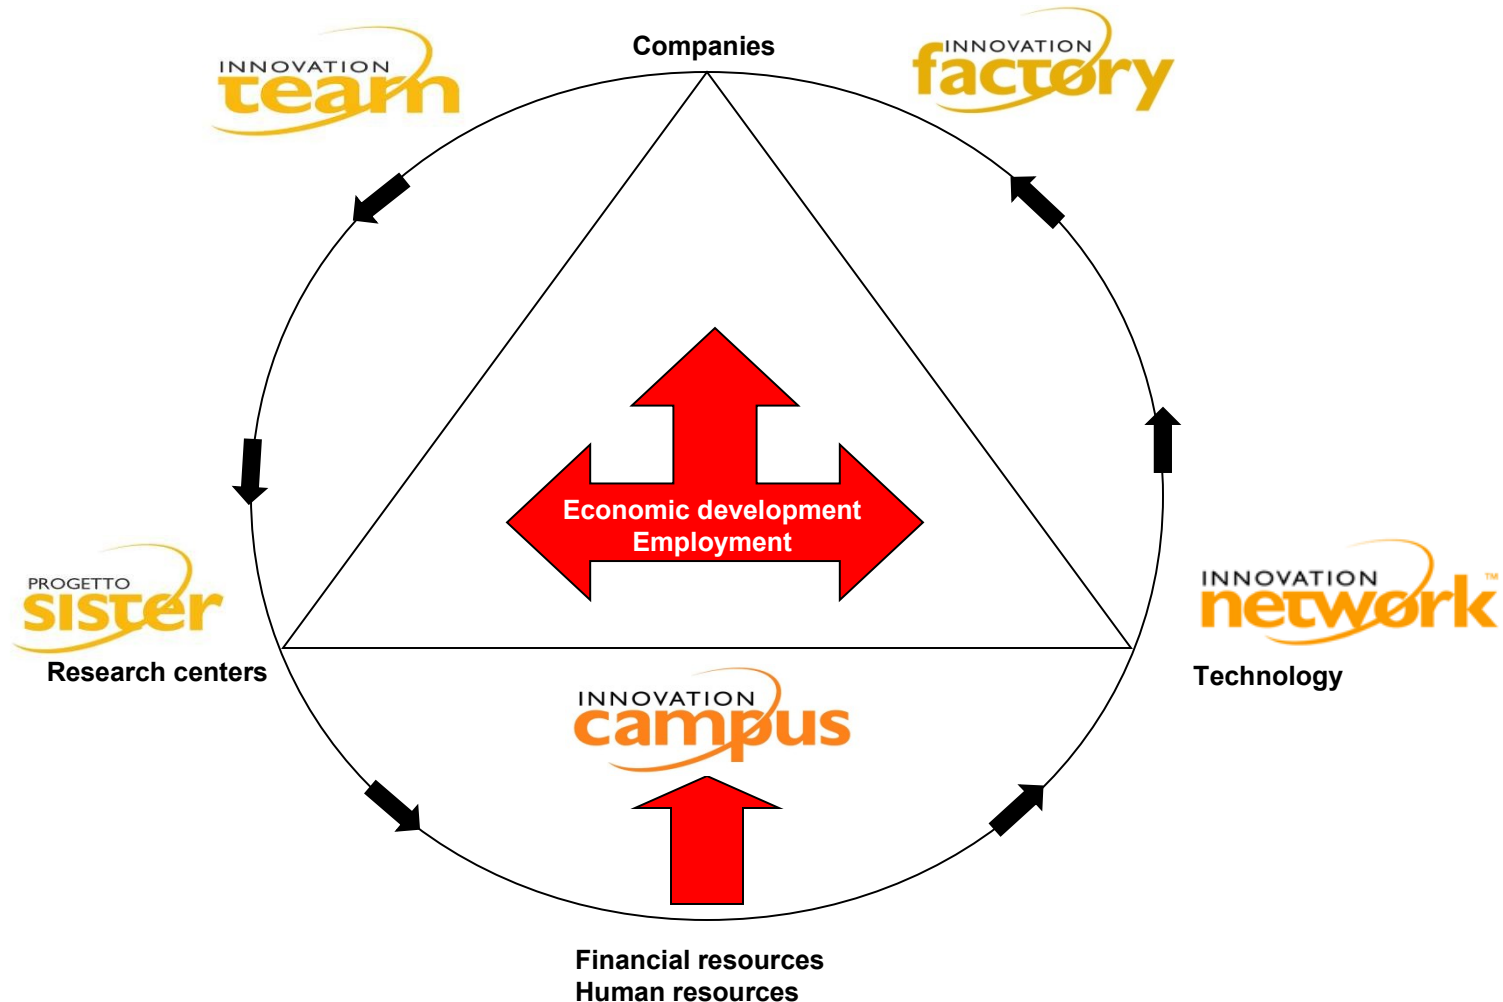 INNOVATION
team
Companies
INNOVATION
factory
Economic development
Employment
PROGETTO
sister
Research centers
INNOVATION
network™
Technology
INNOVATION
campus
Financial resources
Human resources